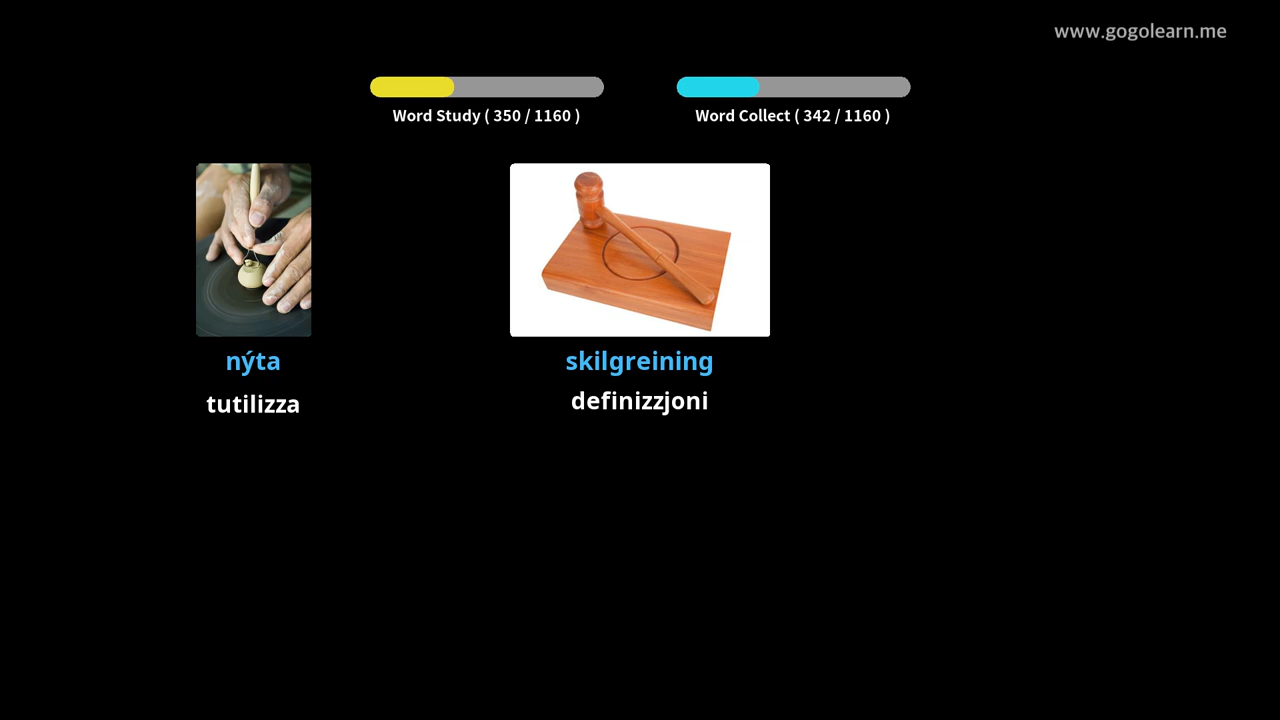 www.gogolearn.me
Word Study ( 350 / 1160 )
Word Collect ( 342 / 1160 )
nýta
tutilizza
skilgreining
definizzjoni